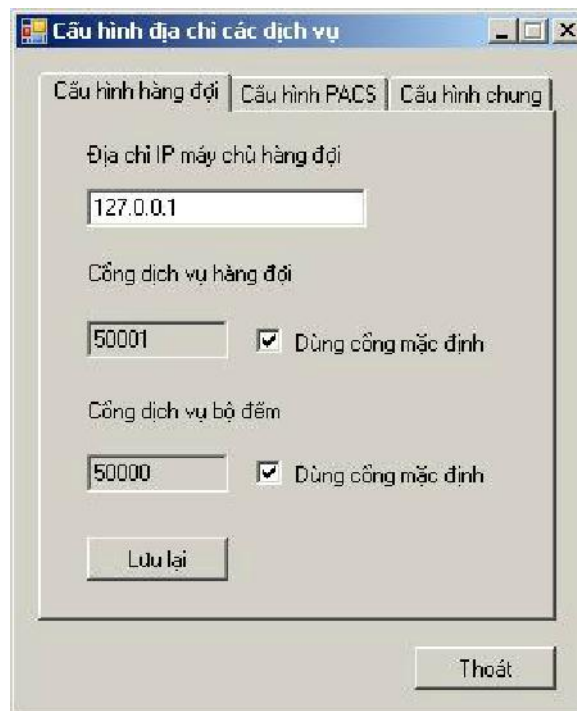 Cấu hình địa chỉ các dịch vụ
Cấu hình hàng đợi Cấu hình PACS Cấu hình chung
Địa chỉ IP máy chủ hàng đợi
127.0.0.1
Cổng dịch vụ hàng đợi
50001 Dùng cổng mặc định
Cổng dịch vụ bộ đếm
50000 Dùng cổng mặc định
Lưu lại
Thoát